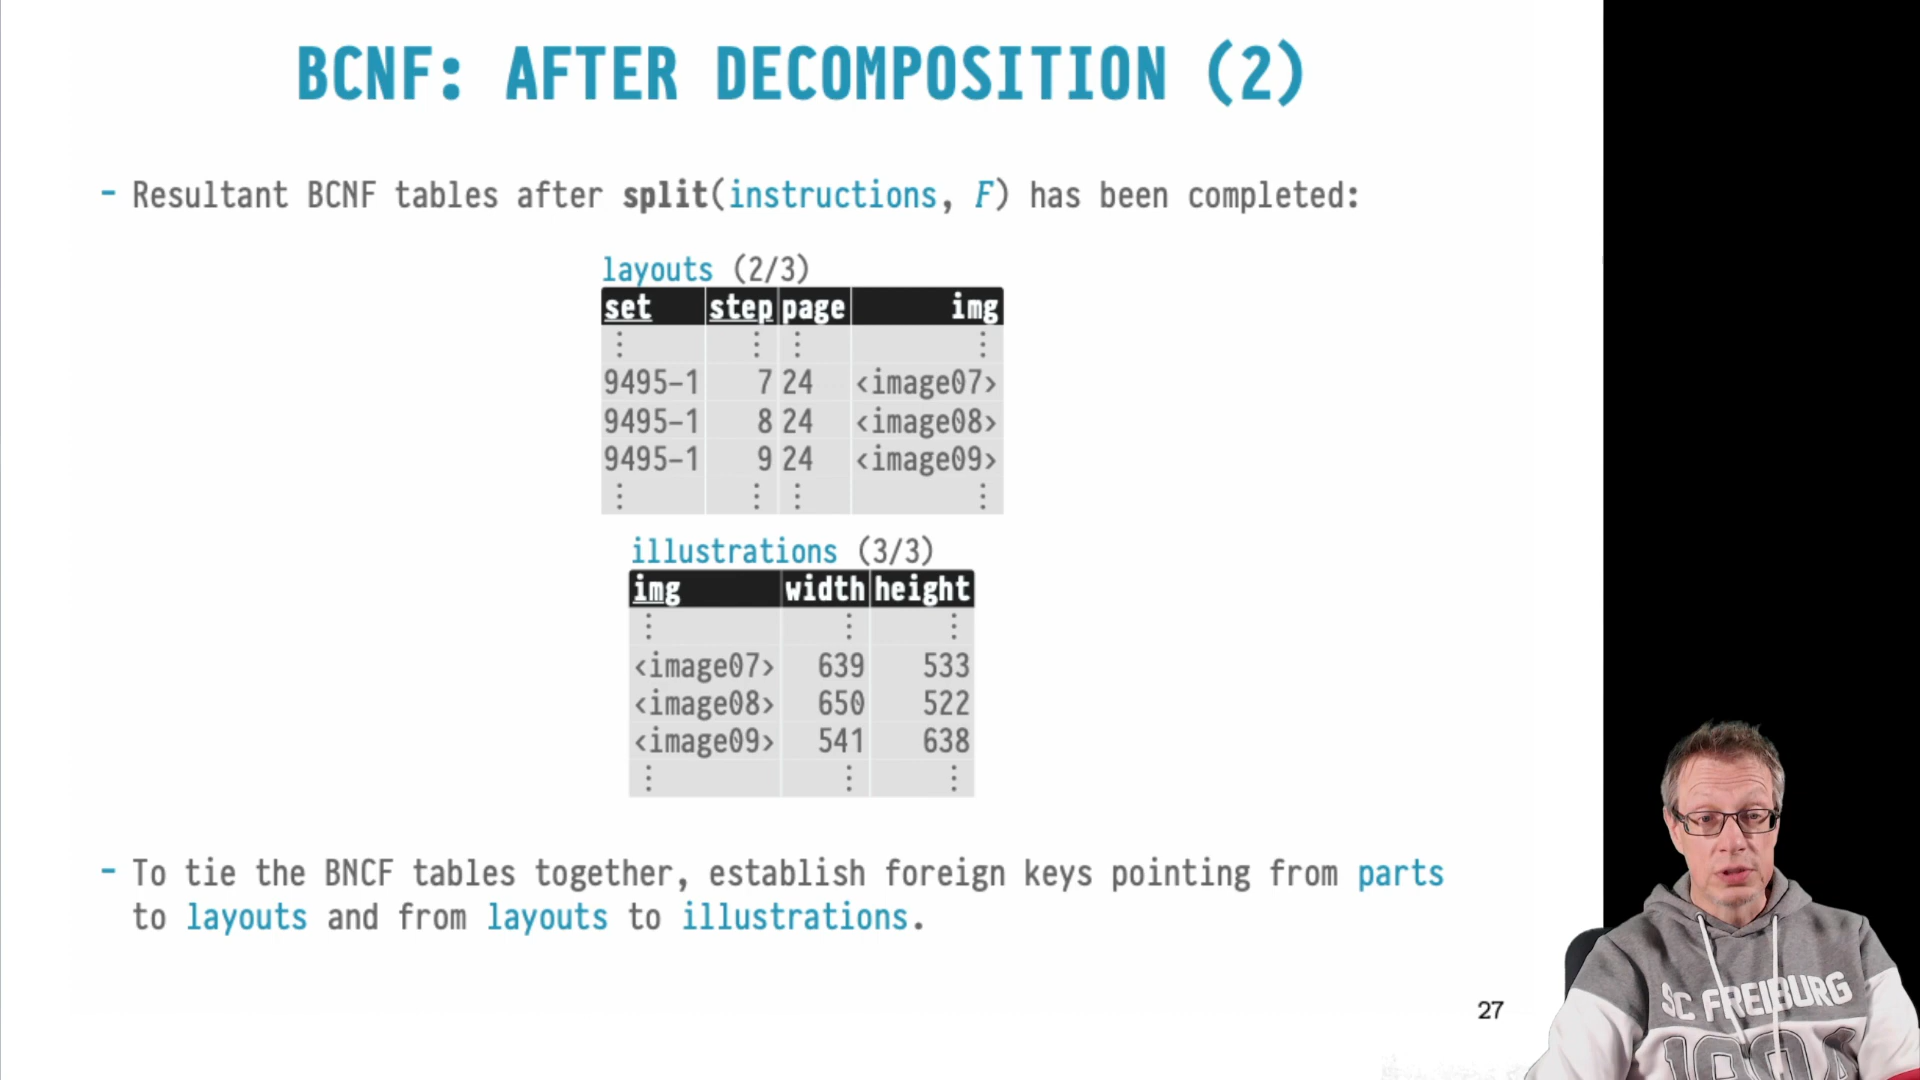 BCNF: AFTER DECOMPOSITION (2)
- Resultant BCNF tables after split(instructions, F) has been completed:
layouts (2/3)
set step page img
⋮ ⋮ ⋮ ⋮
9495-1 7 24 <image07>
9495-1 8 24 <image08>
9495-1 9 24 <image09>
⋮ ⋮ ⋮ ⋮
illustrations (3/3)
img width height
⋮ ⋮ ⋮
<image07> 639 533
<image08> 650 522
<image09> 541 638
⋮ ⋮ ⋮
- To tie the BNCF tables together, establish foreign keys pointing from parts
to layouts and from layouts to illustrations.
27
SC FREIBURG